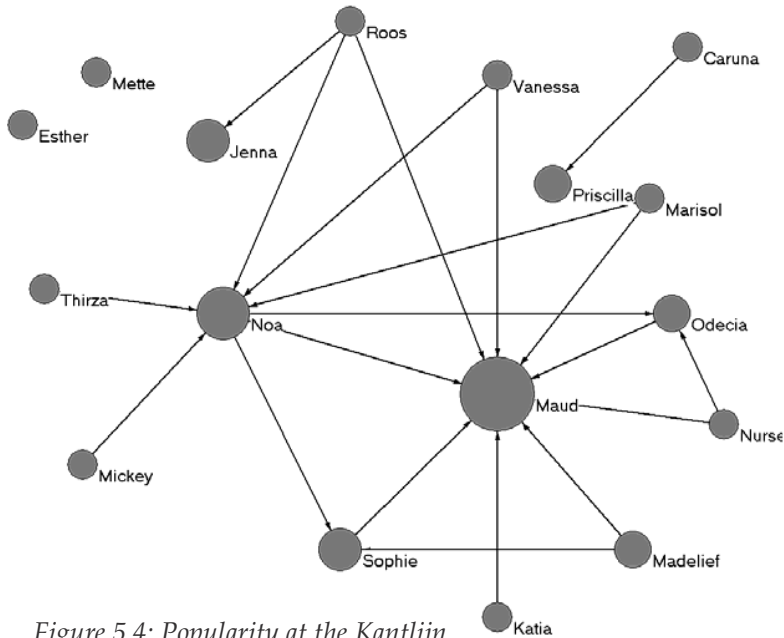 Roos
Caruna
Mette
Vanessa
Esther
Jenna
Priscilla
Marisol
Thirza
Noa
Odecia
Maud
Nurse
Mickey
Sophie
Madelief
Katia
Figure 5.4: Popularity at the Kantlijn